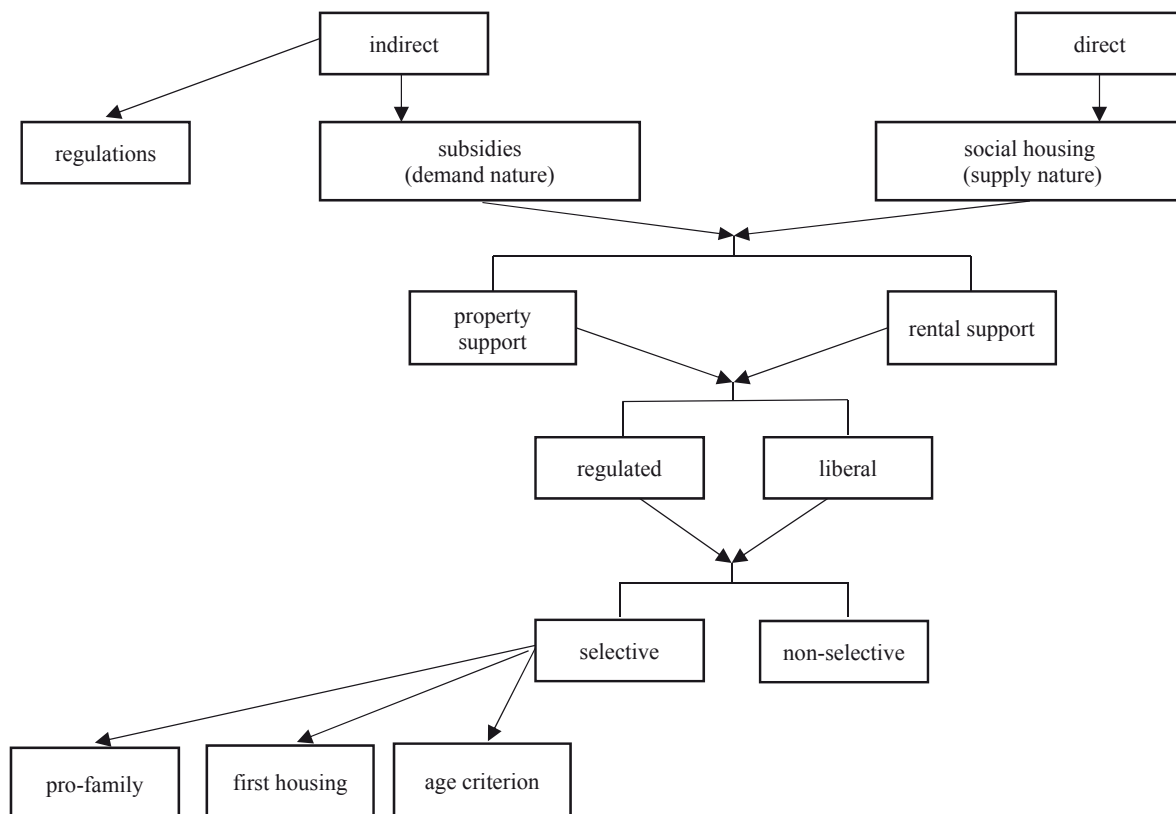 indirect
direct
regulations
subsidies
(demand nature)
social housing
(supply nature)
property
support
rental support
regulated
liberal
selective
non-selective
pro-family
first housing
age criterion